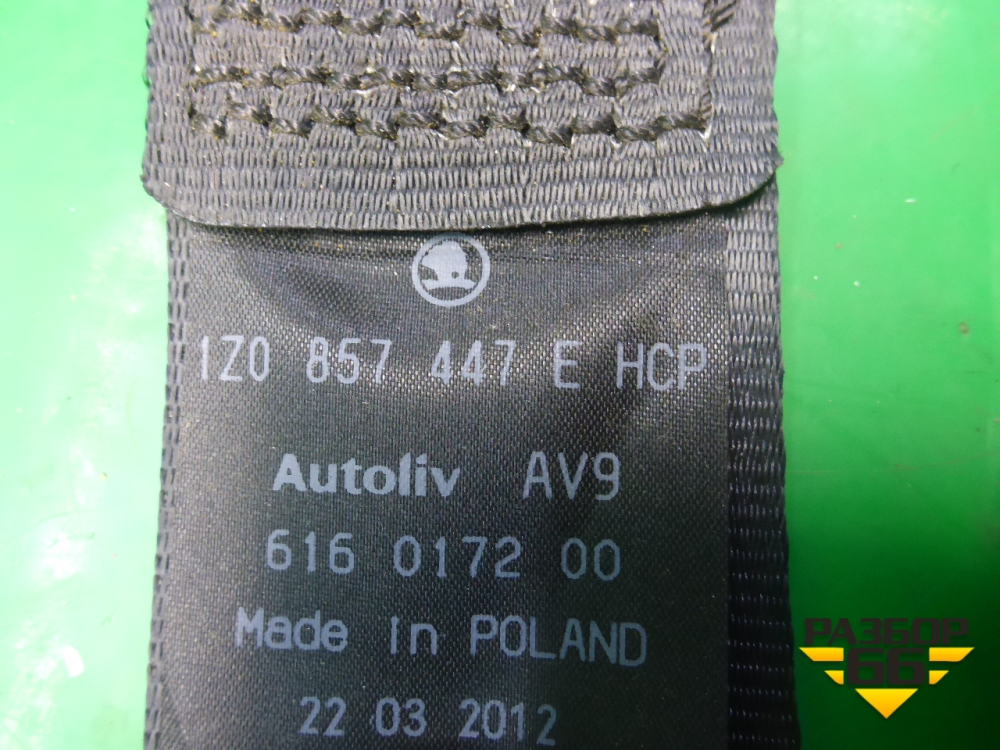 1Z0 857 447 E HCP
Autoliv AV9
616 0172 00
Made in POLAND
22 03 2012
РАЗБОР
66